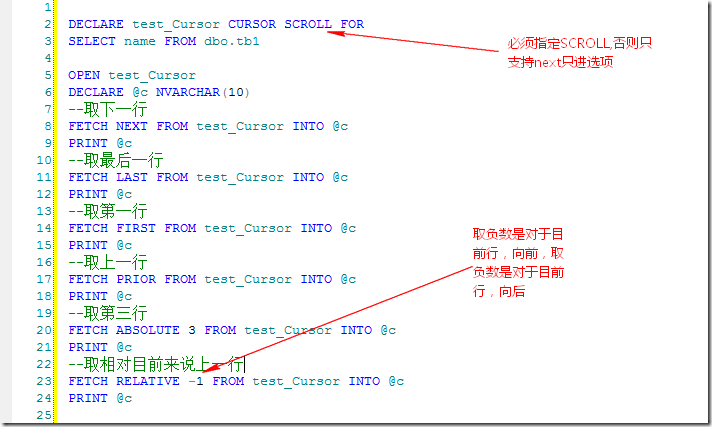 1
2 DECLARE test_Cursor CURSOR SCROLL FOR
3 SELECT name FROM dbo.tb1
4
5 OPEN test_Cursor
6 DECLARE @c NVARCHAR(10)
7 --取下一行
8 FETCH NEXT FROM test_Cursor INTO @c
9 PRINT @c
10 --取最后一行
11 FETCH LAST FROM test_Cursor INTO @c
12 PRINT @c
13 --取第一行
14 FETCH FIRST FROM test_Cursor INTO @c
15 PRINT @c
16 --取上一行
17 FETCH PRIOR FROM test_Cursor INTO @c
18 PRINT @c
19 --取第三行
20 FETCH ABSOLUTE 3 FROM test_Cursor INTO @c
21 PRINT @c
22 --取相对目前来说上一行
23 FETCH RELATIVE -1 FROM test_Cursor INTO @c
24 PRINT @c
25
必须指定SCROLL,否则只
支持next只进选项
取负数是对于目
前行，向前，取
负数是对于目前
行，向后